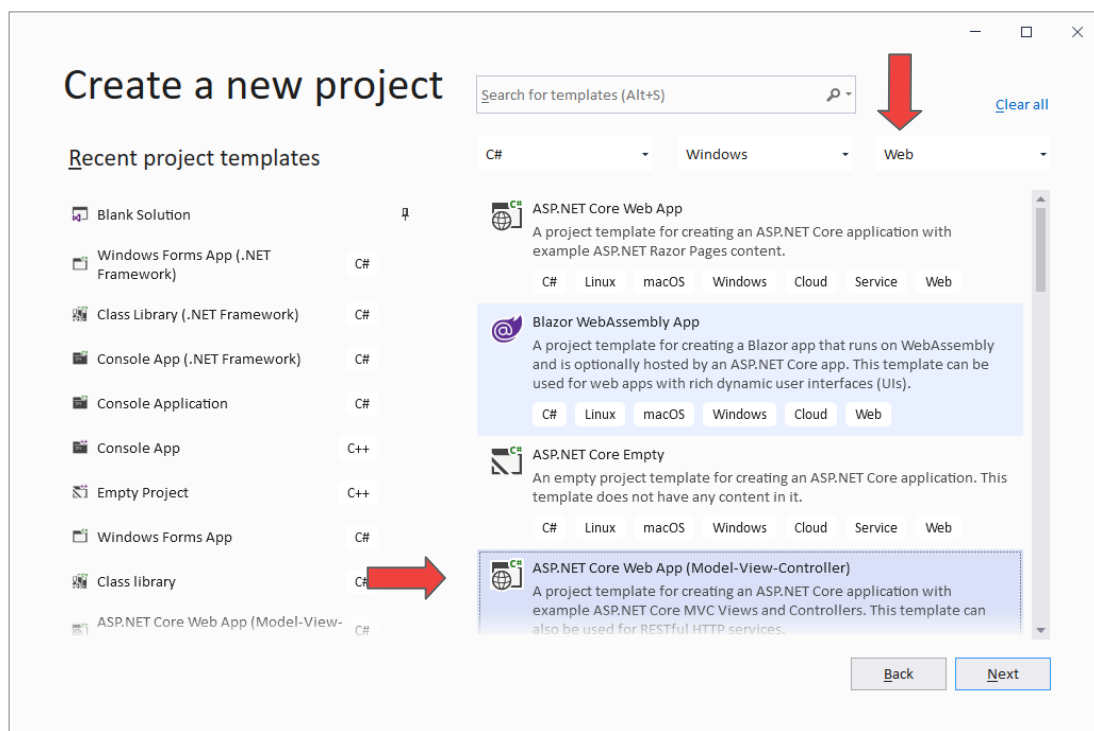 Create a new project
Search for templates (Alt+S)
Clear all
C#
Windows
Web
Recent project templates
Blank Solution
Windows Forms App (.NET
Framework)
C#
Class Library (.NET Framework)
C#
Console App (.NET Framework)
C#
Console Application
C#
Console App
C++
Empty Project
C++
Windows Forms App
C#
Class library
C#
ASP.NET Core Web App (Model-View-
C#
ASP.NET Core Web App
A project template for creating an ASP.NET Core application with
example ASP.NET Razor Pages content.
C# Linux macOS Windows Cloud Service Web
Blazor WebAssembly App
A project template for creating a Blazor app that runs on WebAssembly
and is optionally hosted by an ASP.NET Core app. This template can be
used for web apps with rich dynamic user interfaces (UIs).
C# Linux macOS Windows Cloud Web
ASP.NET Core Empty
An empty project template for creating an ASP.NET Core application. This
template does not have any content in it.
C# Linux macOS Windows Cloud Service Web
ASP.NET Core Web App (Model-View-Controller)
A project template for creating an ASP.NET Core application with
example ASP.NET Core MVC Views and Controllers. This template can
also be used for RESTful HTTP services.
Back
Next